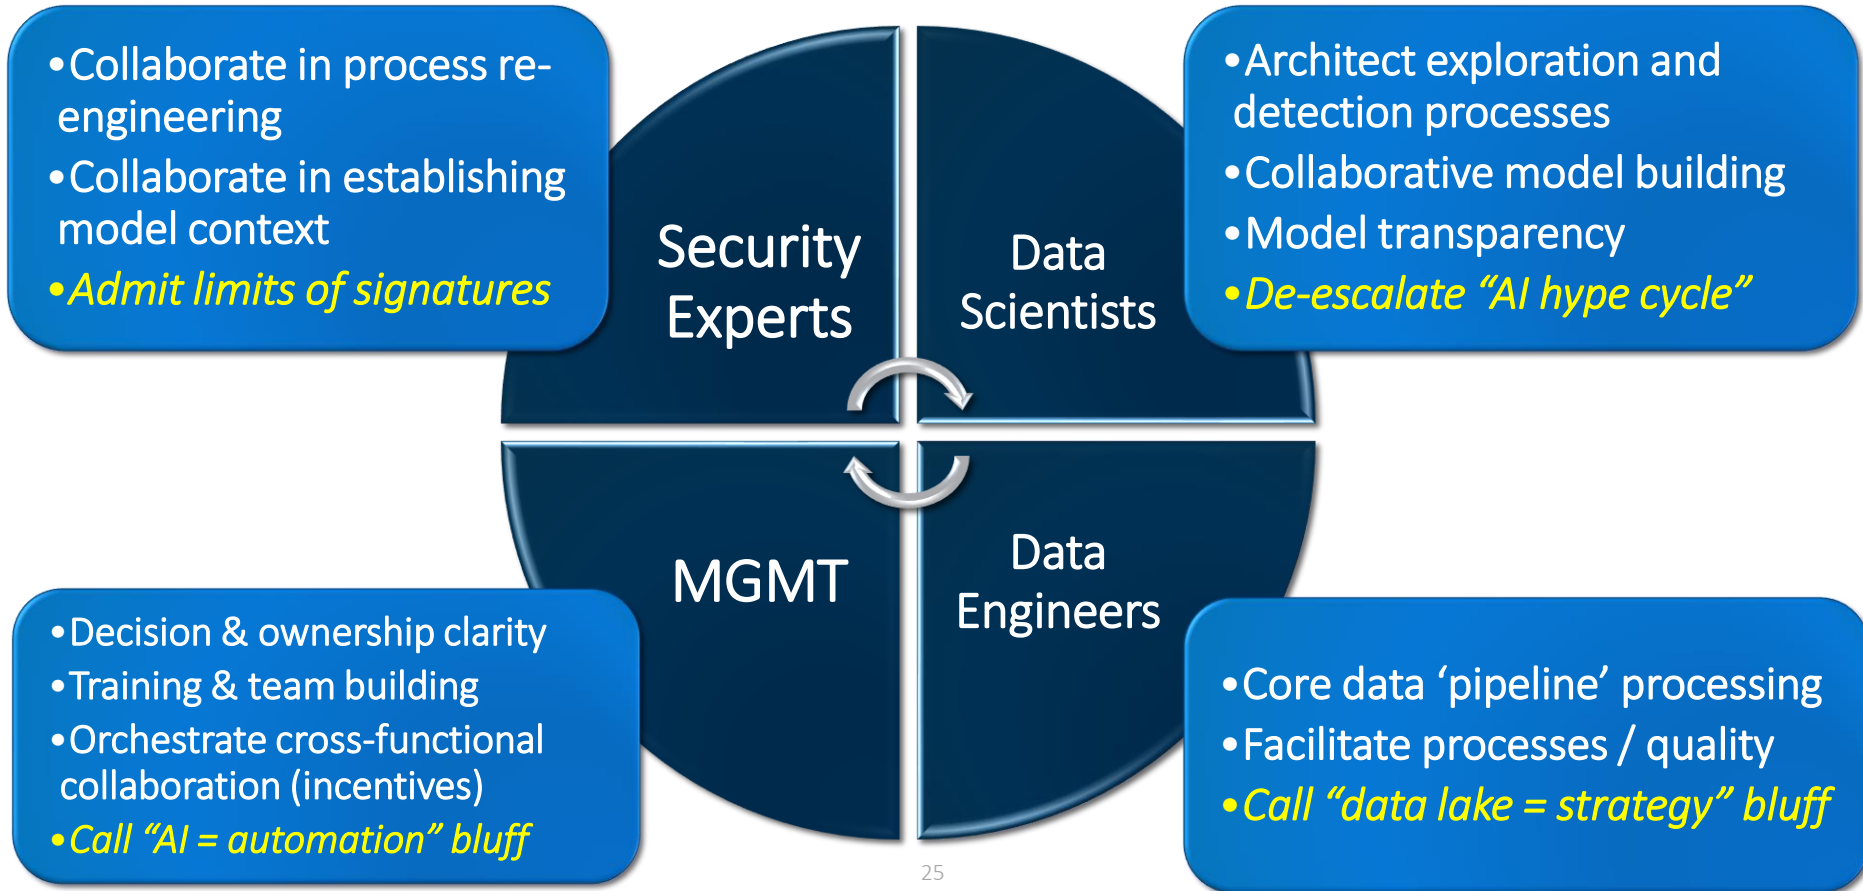 •Collaborate in process re-
engineering
•Collaborate in establishing
model context
•Admit limits of signatures
•Architect exploration and
detection processes
•Collaborative model building
•Model transparency
•De-escalate “AI hype cycle”
Security
Experts
Data
Scientists
MGMT
Data
Engineers
•Decision & ownership clarity
•Training & team building
•Orchestrate cross-functional
collaboration (incentives)
•Call “AI = automation” bluff
•Core data ‘pipeline’ processing
•Facilitate processes / quality
•Call “data lake = strategy” bluff
25